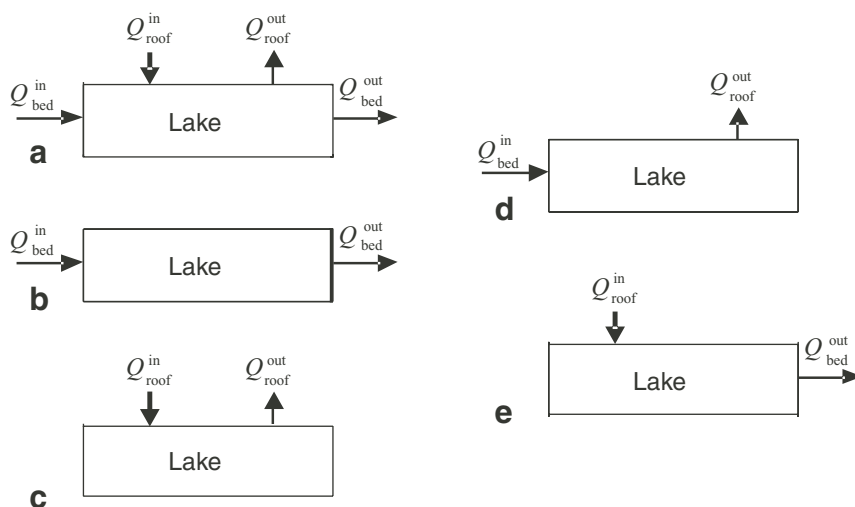 Q in roof
Q out roof
Q in bed
Q out bed
Lake
a
Q in bed
Q out bed
Lake
b
Q in roof
Q out roof
Lake
c
Q out roof
Q in bed
Lake
d
Q in roof
Q out bed
Lake
e